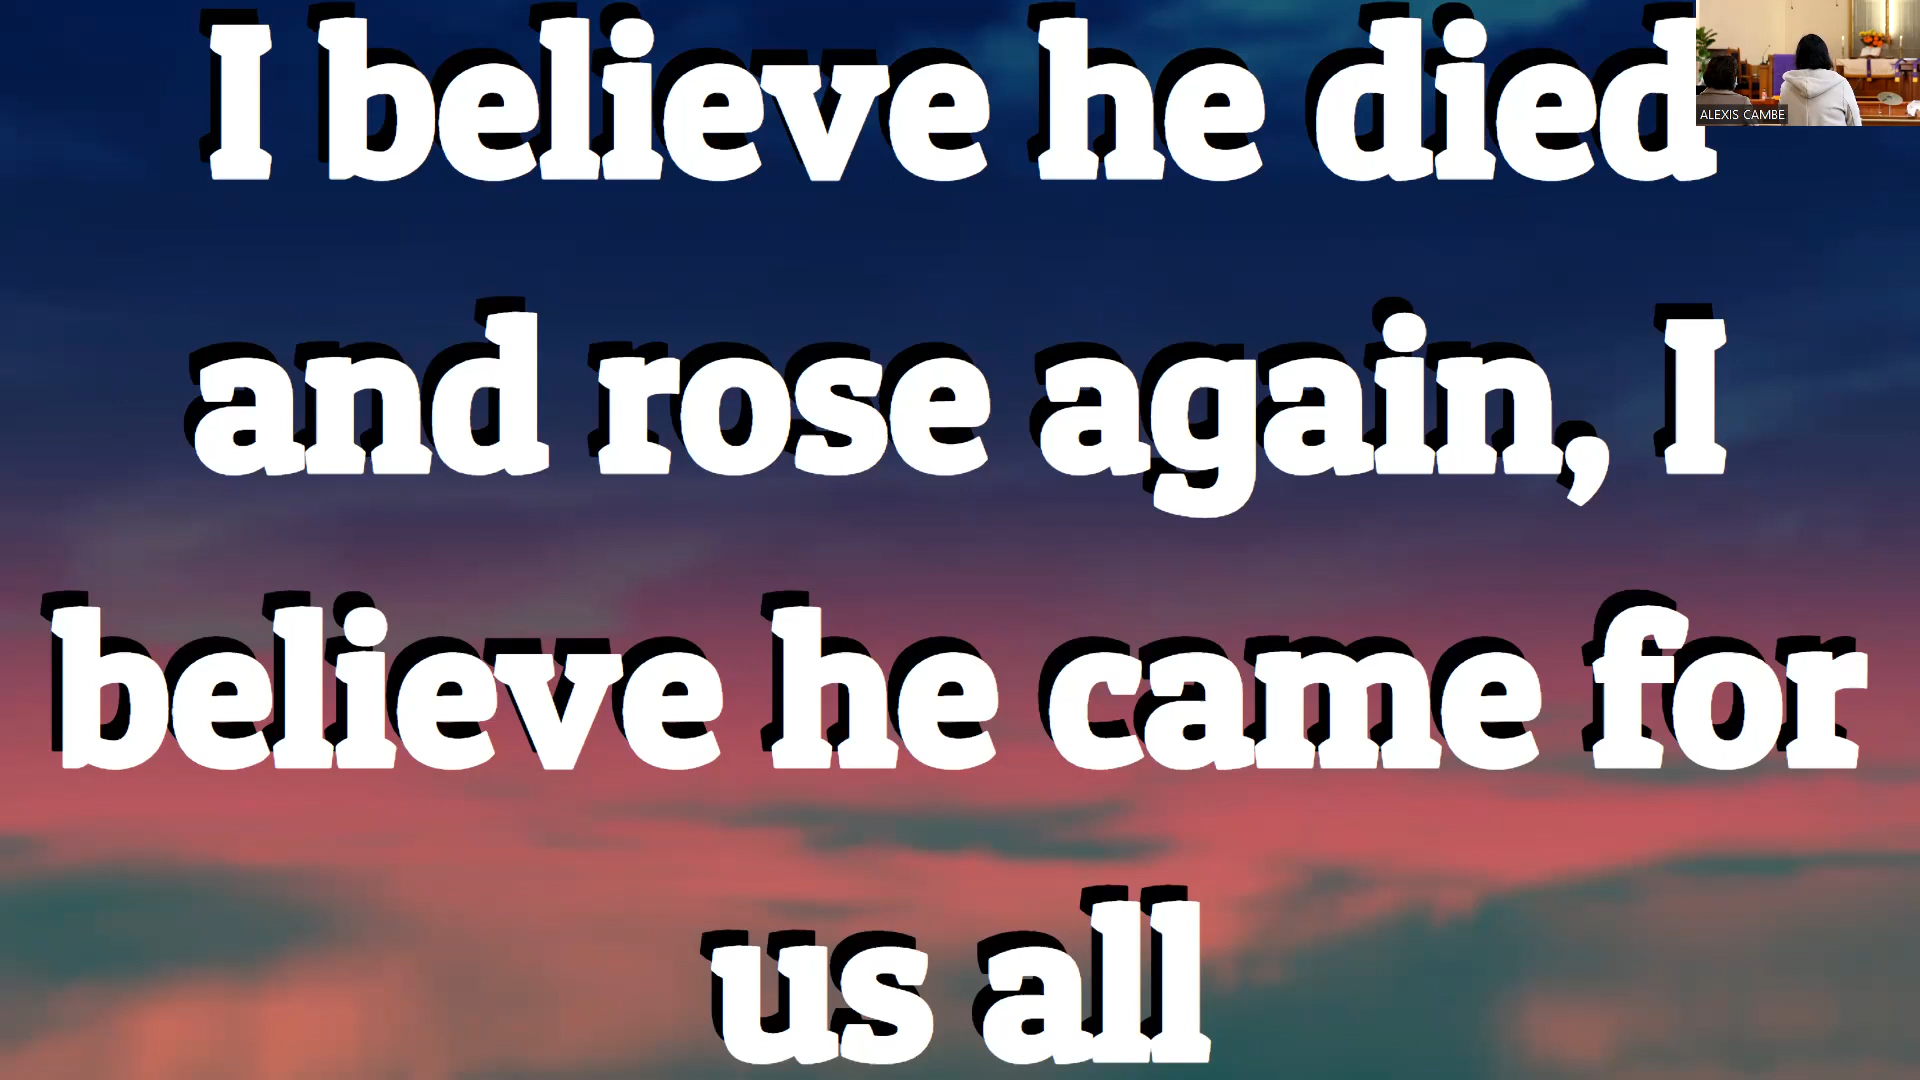 I believe he died
and rose again, I
believe he came for
us all
ALEXIS CAMBE